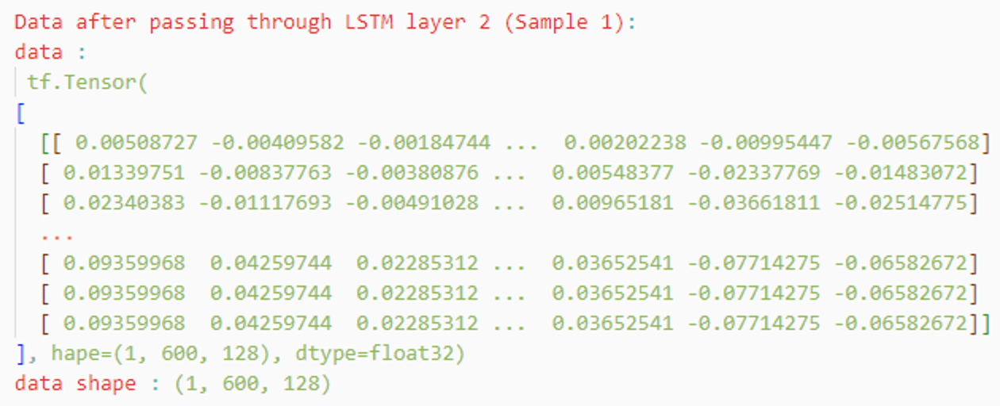 Data after passing through LSTM layer 2 (Sample 1):
data :
tf.Tensor(
[
[[ 0.00508727 -0.00409582 -0.00184744 ...  0.00202238 -0.00995447 -0.00567568]
[ 0.01339751 -0.00837763 -0.00380876 ...  0.00548377 -0.02337769 -0.01483072]
[ 0.02340383 -0.01117693 -0.00491028 ...  0.00965181 -0.03661811 -0.02514775]
...
[ 0.09359968  0.04259744  0.02285312 ...  0.03652541 -0.07714275 -0.06582672]
[ 0.09359968  0.04259744  0.02285312 ...  0.03652541 -0.07714275 -0.06582672]
[ 0.09359968  0.04259744  0.02285312 ...  0.03652541 -0.07714275 -0.06582672]]
], hape=(1, 600, 128), dtype=float32)
data shape : (1, 600, 128)